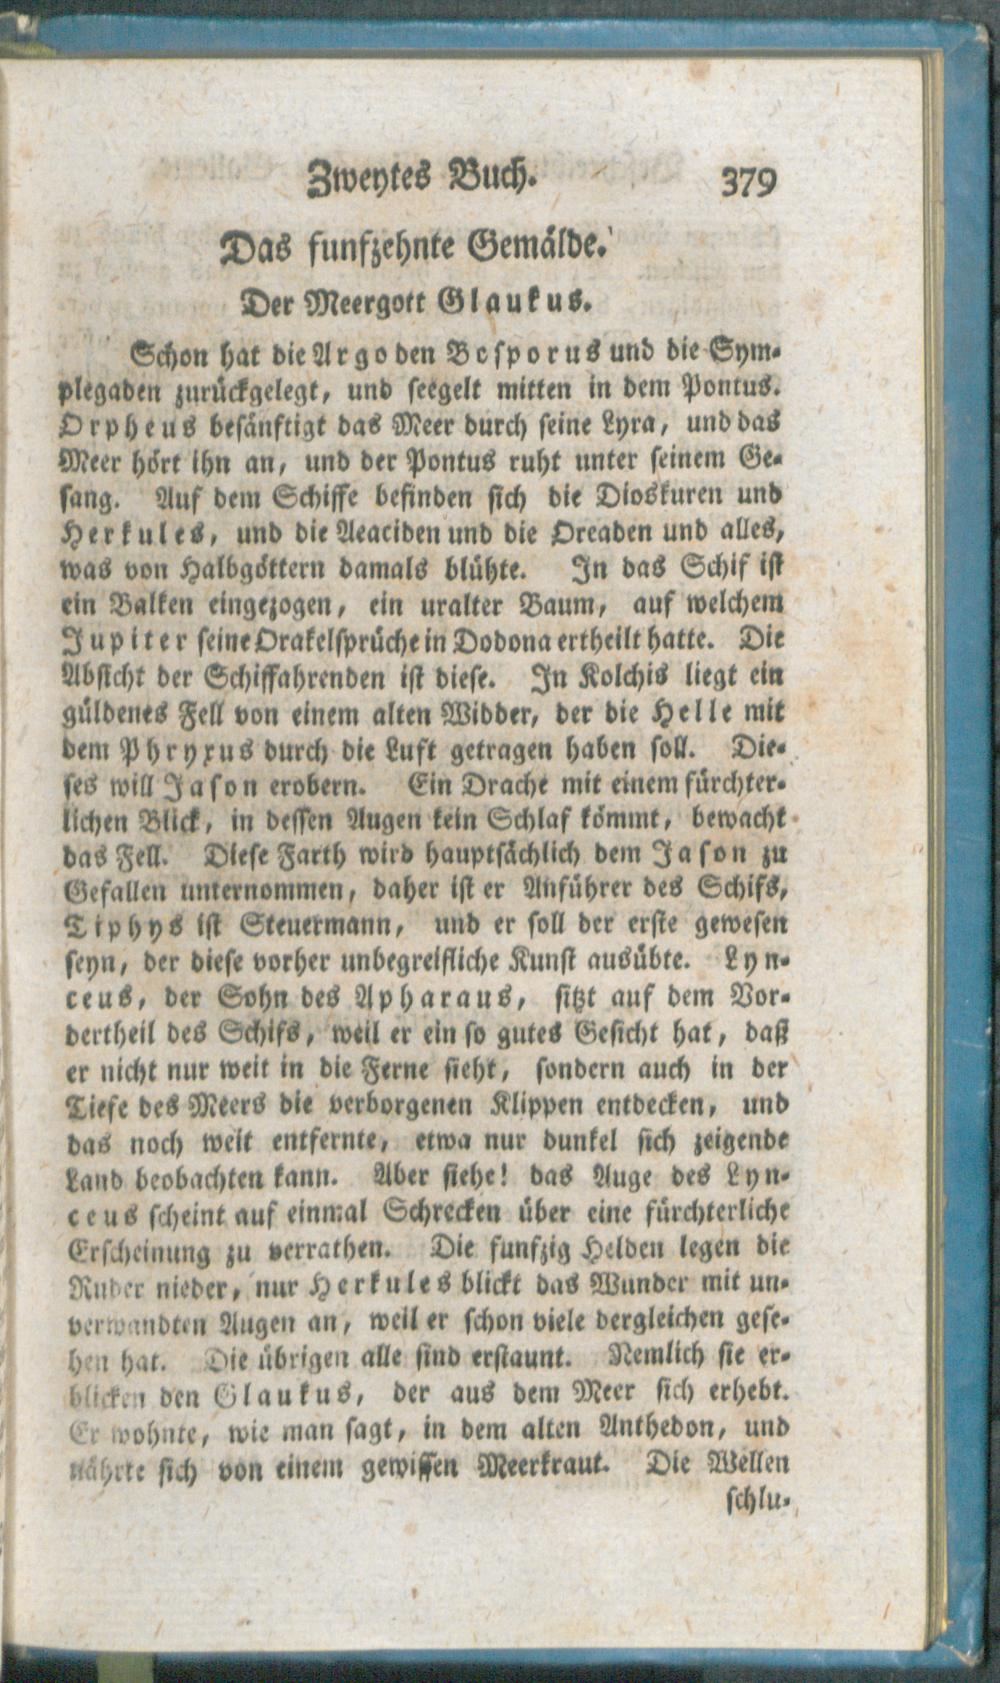 Zweytes Buch. 379
Das funfzehnte Gemälde.
Der Meergott Glaukus.
Schon hat die Argo den Bosporus und die Sym-
plegaden zurückgelegt, und seegelt mitten in dem Pontus.
Orpheus besänftigt das Meer durch seine Lyra, und das
Meer hört ihn an, und der Pontus ruht unter seinem Ge-
sang. Auf dem Schiffe befinden sich die Dioskuren und
Herkules, und die Aeaciden und die Oreaden und alles,
was von Halbgöttern damals blühte. In das Schif ist
ein Balken eingezogen, ein uralter Baum, auf welchem
Jupiter seine Orakelsprüche in Dodona ertheilt hatte. Die
Absicht der Schiffahrenden ist diese. In Kolchis liegt ein
güldenes Fell von einem alten Widder, der die Helle mit
dem Phryxus durch die Luft getragen haben soll. Die-
ses will Jason erobern. Ein Drache mit einem fürchter-
lichen Blick, in dessen Augen kein Schlaf kömmt, bewacht
das Fell. Diese Farth wird hauptsächlich dem Jason zu
Gefallen unternommen, daher ist er Anführer des Schifs,
Tiphys ist Steuermann, und er soll der erste gewesen
seyn, der diese vorher unbegreifliche Kunst ausübte. Lyn-
ceus, der Sohn des Apharaus, sitzt auf dem Vor-
dertheil des Schifs, weil er ein so gutes Gesicht hat, daß
er nicht nur weit in die Ferne sieht, sondern auch in der
Tiefe des Meers die verborgenen Klippen entdecken, und
das noch weit entfernte, etwa nur dunkel sich zeigende
Land beobachten kann. Aber siehe! das Auge des Lyn-
ceus scheint auf einmal Schrecken über eine fürchterliche
Erscheinung zu verrathen. Die funfzig Helden legen die
Ruder nieder, nur Herkules blickt das Wunder mit un-
verwandten Augen an, weil er schon viele dergleichen gese-
hen hat. Die übrigen alle sind erstaunt. Nemlich sie er-
blicken den Glaukus, der aus dem Meer sich erhebt.
Er wohnte, wie man sagt, in dem alten Anthedon, und
nährte sich von einem gewissen Meerkraut. Die Wellen
schlu-